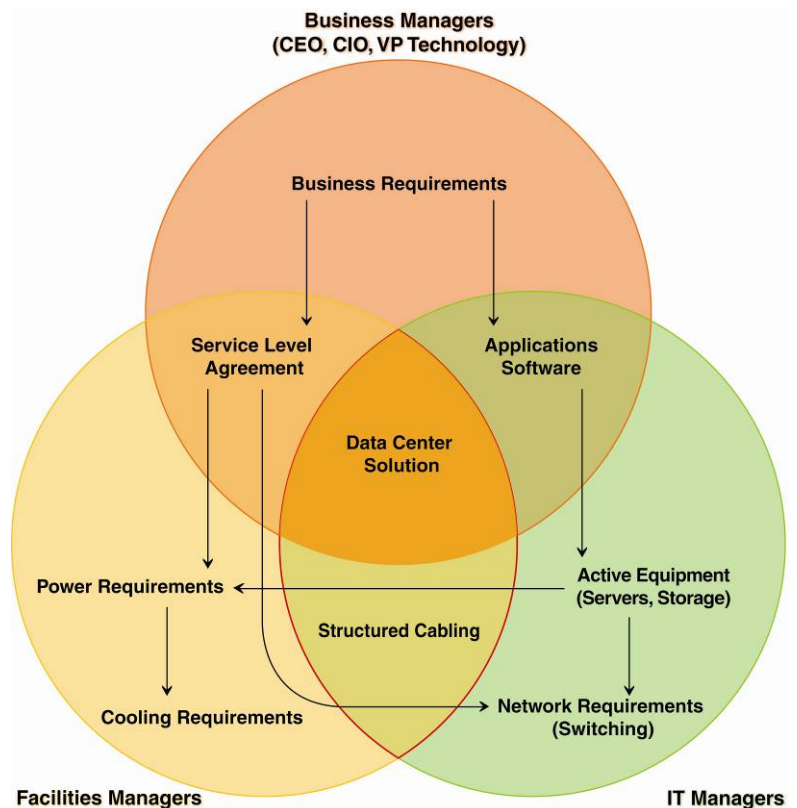 Business Managers
(CEO, CIO, VP Technology)
Business Requirements
Service Level
Agreement
Applications
Software
Data Center
Solution
Power Requirements
Active Equipment
(Servers, Storage)
Structured Cabling
Cooling Requirements
Network Requirements
(Switching)
Facilities Managers
IT Managers